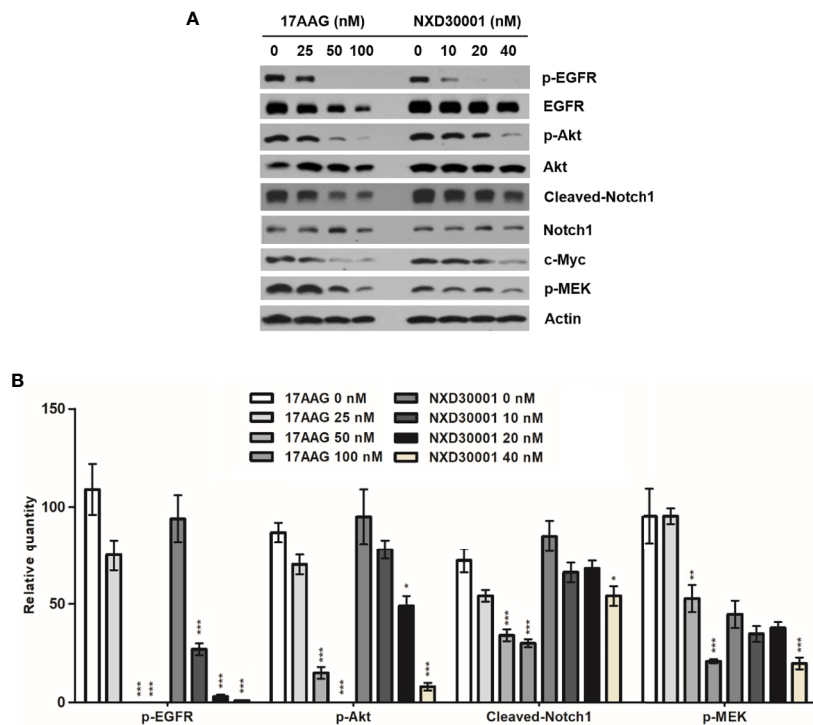 A
17AAG (nM) NXD30001 (nM)
0 25 50 100 0 10 20 40
p-EGFR
EGFR
p-Akt
Akt
Cleaved-Notch1
Notch1
c-Myc
p-MEK
Actin
B
17AAG 0 nM NXD30001 0 nM
17AAG 25 nM NXD30001 10 nM
17AAG 50 nM NXD30001 20 nM
17AAG 100 nM NXD30001 40 nM
Relative quantity
150
100
50
0
*** *** *** *** ***
*** *** * ***
*** *** *
** *** ***
p-EGFR p-Akt Cleaved-Notch1 p-MEK